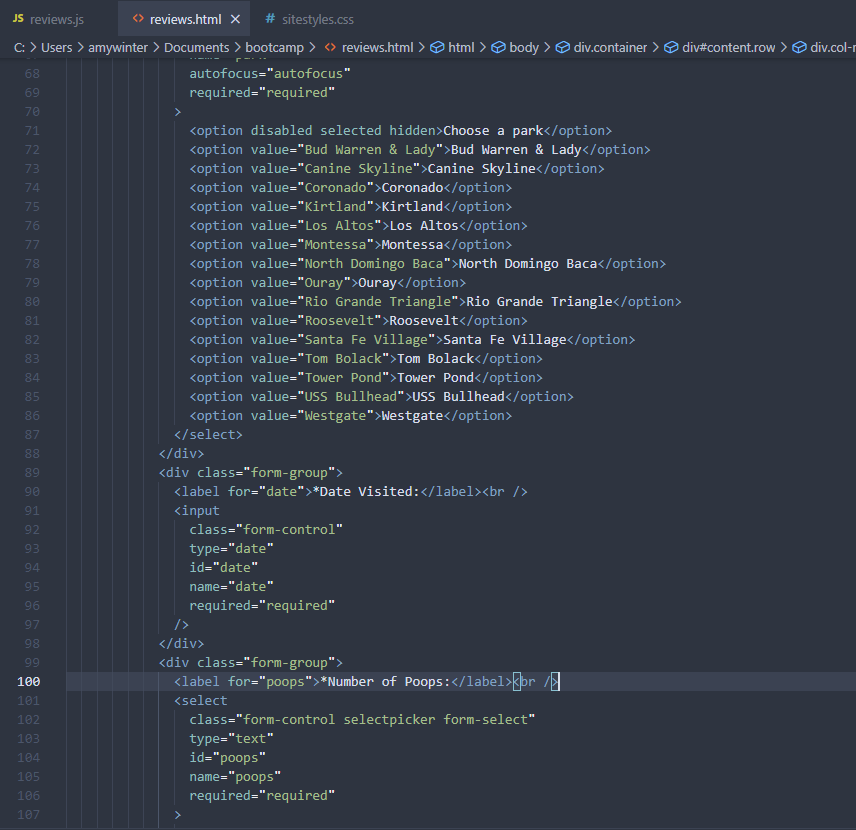 JS reviews.js <> reviews.html × # sitestyles.css
C: > Users > amywinter > Documents > bootcamp > <> reviews.html > html > body > div.container > div#content.row > div.col-
68 autofocus="autofocus"
69 required="required"
70 >
71 <option disabled selected hidden>Choose a park</option>
72 <option value="Bud Warren & Lady">Bud Warren & Lady</option>
73 <option value="Canine Skyline">Canine Skyline</option>
74 <option value="Coronado">Coronado</option>
75 <option value="Kirtland">Kirtland</option>
76 <option value="Los Altos">Los Altos</option>
77 <option value="Montessa">Montessa</option>
78 <option value="North Domingo Baca">North Domingo Baca</option>
79 <option value="Ouray">Ouray</option>
80 <option value="Rio Grande Triangle">Rio Grande Triangle</option>
81 <option value="Roosevelt">Roosevelt</option>
82 <option value="Santa Fe Village">Santa Fe Village</option>
83 <option value="Tom Bolack">Tom Bolack</option>
84 <option value="Tower Pond">Tower Pond</option>
85 <option value="USS Bullhead">USS Bullhead</option>
86 <option value="Westgate">Westgate</option>
87 </select>
88 </div>
89 <div class="form-group">
90 <label for="date">*Date Visited:</label><br />
91 <input
92 class="form-control"
93 type="date"
94 id="date"
95 name="date"
96 required="required"
97 />
98 </div>
99 <div class="form-group">
100 <label for="poops">*Number of Poops:</label><br />
101 <select
102 class="form-control selectpicker form-select"
103 type="text"
104 id="poops"
105 name="poops"
106 required="required"
107 >